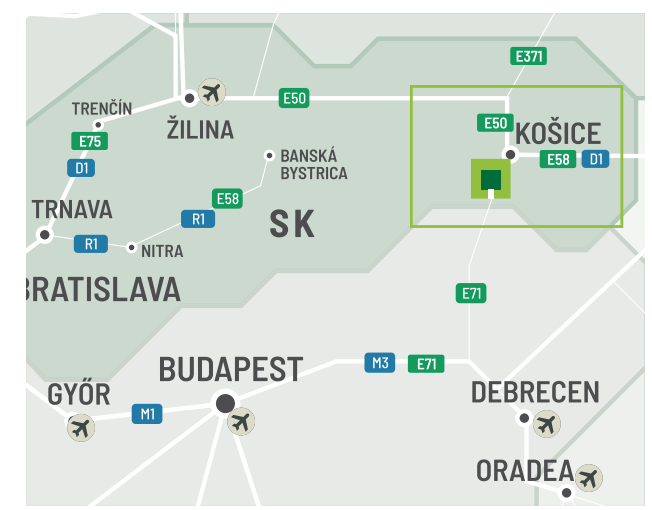 E371
E50
TRENČÍN
E50
E75
ŽILINA
KOŠICE
BANSKÁ
BYSTRICA
E58
D1
D1
E58
TRNAVA
R1
SK
R1
NITRA
BRATISLAVA
E71
BUDAPEST
M3
E71
GYŐR
DEBRECEN
M1
ORADEA